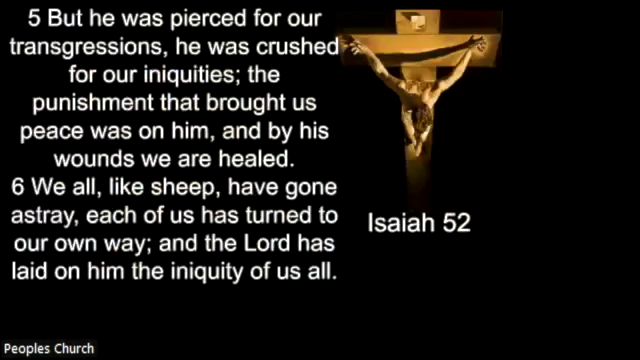 5 But he was pierced for our
transgressions, he was crushed
for our iniquities; the
punishment that brought us
peace was on him, and by his
wounds we are healed.
6 We all, like sheep, have gone
astray, each of us has turned to
our own way; and the Lord has
laid on him the iniquity of us all.
Isaiah 52
Peoples Church